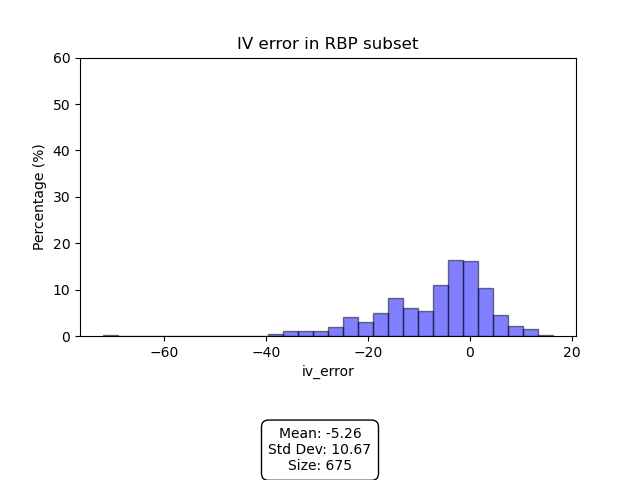 IV error in RBP subset
60
50
40
30
20
10
0
Percentage (%)
−60
−40
−20
0
20
iv_error
Mean: -5.26
Std Dev: 10.67
Size: 675